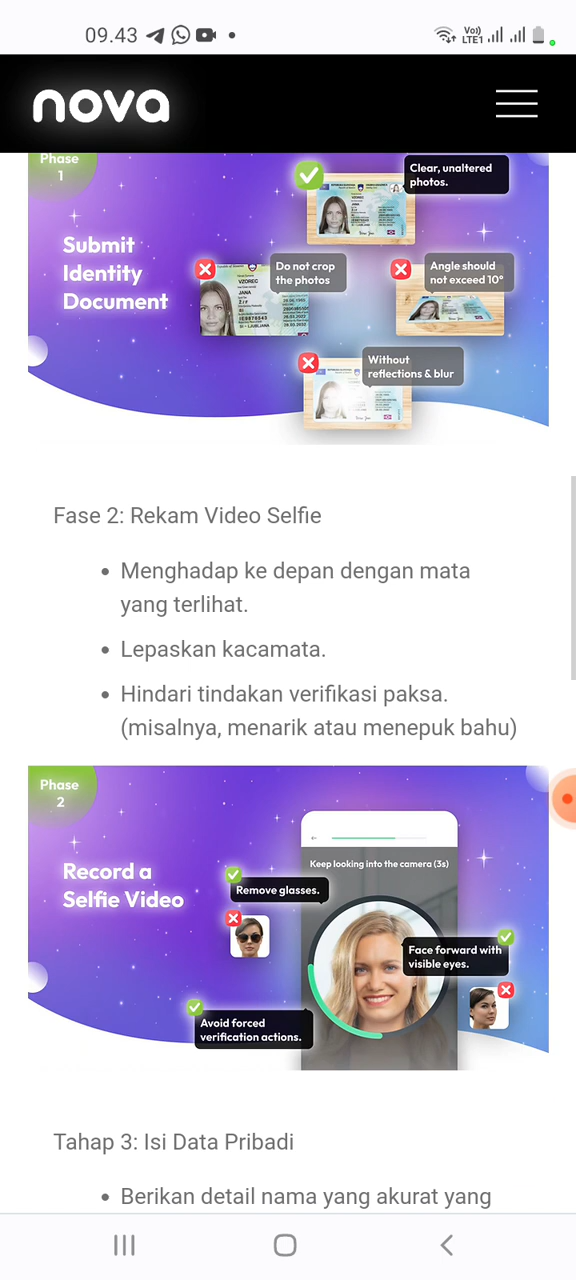 09.43
Vo))
LTE1
nova
Phase
1
Submit
Identity
Document
Clear, unaltered
photos.
Do not crop
the photos
Angle should
not exceed 10°
Without
reflections & blur
VZOREC
JANA
Fase 2: Rekam Video Selfie
• Menghadap ke depan dengan mata
yang terlihat.
• Lepaskan kacamata.
• Hindari tindakan verifikasi paksa.
(misalnya, menarik atau menepuk bahu)
Phase
2
Record a
Selfie Video
Keep looking into the camera (3s)
Remove glasses.
Face forward with
visible eyes.
Avoid forced
verification actions.
Tahap 3: Isi Data Pribadi
• Berikan detail nama yang akurat yang